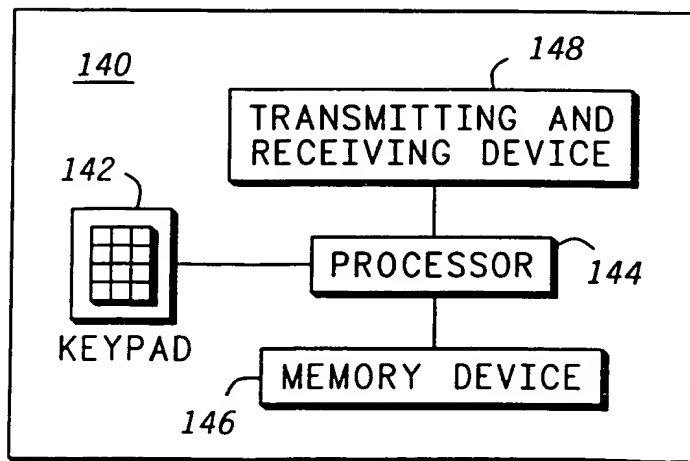 140
148
TRANSMITTING AND
RECEIVING DEVICE
142
PROCESSOR
144
KEYPAD
MEMORY DEVICE
146